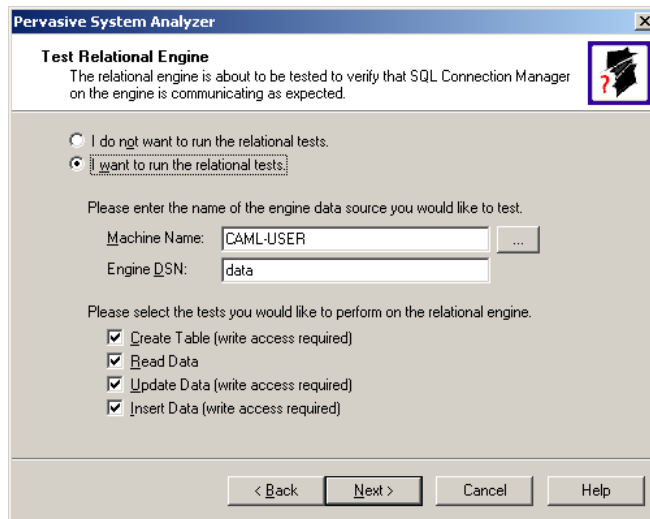 Pervasive System Analyzer
Test Relational Engine
The relational engine is about to be tested to verify that SQL Connection Manager
on the engine is communicating as expected.
?
I do not want to run the relational tests.
I want to run the relational tests.
Please enter the name of the engine data source you would like to test.
Machine Name: CAML-USER ...
Engine DSN: data
Please select the tests you would like to perform on the relational engine.
Create Table (write access required)
Read Data
Update Data (write access required)
Insert Data (write access required)
< Back Next > Cancel Help